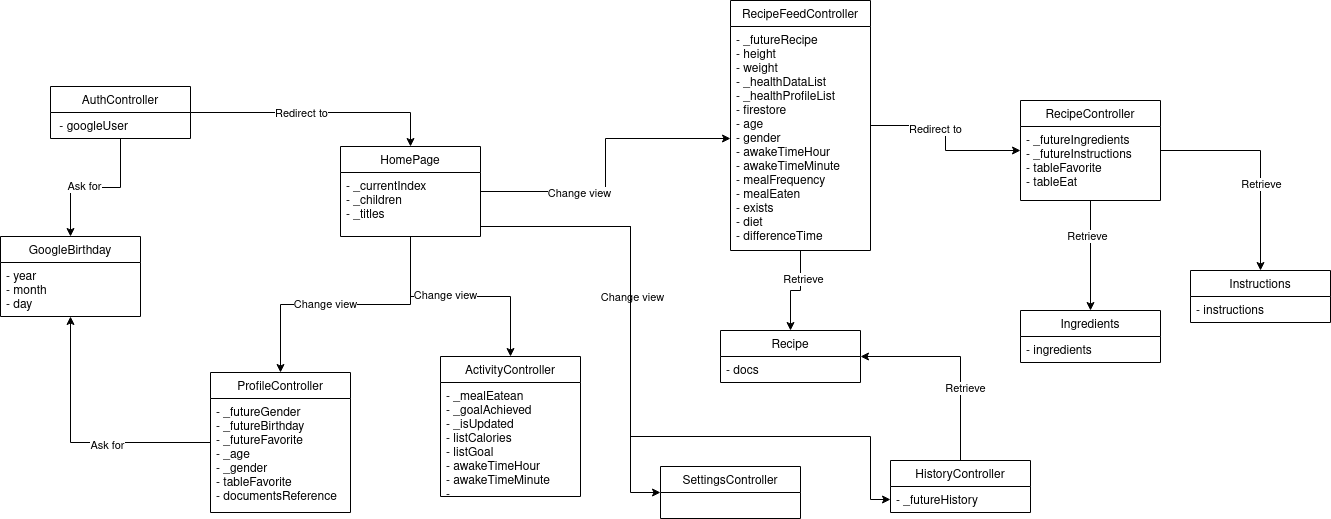 RecipeFeedController
- _futureRecipe
- height
- weight
- _healthDataList
- _healthProfileList
- firestore
- age
- gender
- awakeTimeHour
- awakeTimeMinute
- mealFrequency
- mealEaten
- exists
- diet
- differenceTime
AuthController
- googleUser
Redirect to
HomePage
- _currentIndex
- _children
- _titles
Redirect to
RecipeController
- _futureIngredients
- _futureInstructions
tableFavorite
- tableEat
Ask for
Change view
Retrieve
Retrieve
GoogleBirthday
- year
- month
- day
Change view
Change view
Change view
Retrieve
Instructions
- instructions
Ingredients
- ingredients
Recipe
- docs
ProfileController
- _futureGender
- _futureBirthday
- _futureFavorite
- _age
- _gender
- tableFavorite
- documentsReference
ActivityController
- _mealEatean
- _goalAchieved
- _isUpdated
- listCalories
- listGoal
- awakeTimeHour
- awakeTimeMinute
-
Retrieve
Ask for
SettingsController
HistoryController
- _futureHistory